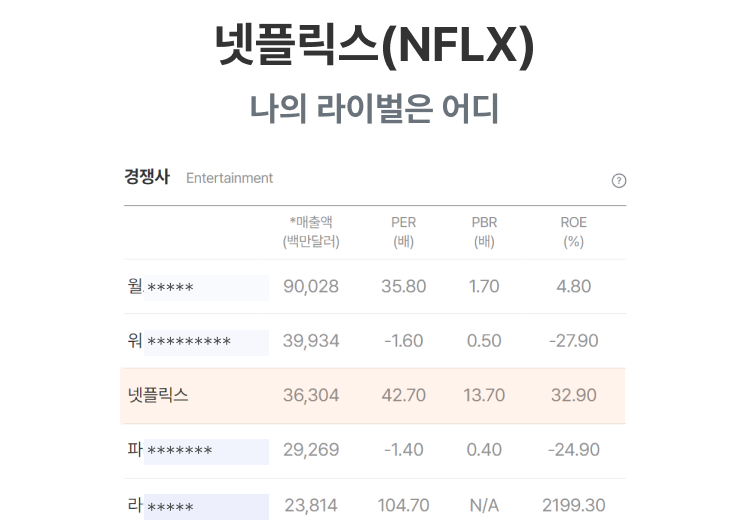 넷플릭스(NFLX)
나의 라이벌은 어디
경쟁사 Entertainment ?
*매출액 (백만달러) PER (배) PBR (배) ROE (%)
월 ***** 90,028 35.80 1.70 4.80
워 ********* 39,934 -1.60 0.50 -27.90
넷플릭스 36,304 42.70 13.70 32.90
파 ******* 29,269 -1.40 0.40 -24.90
라 ***** 23,814 104.70 N/A 2199.30